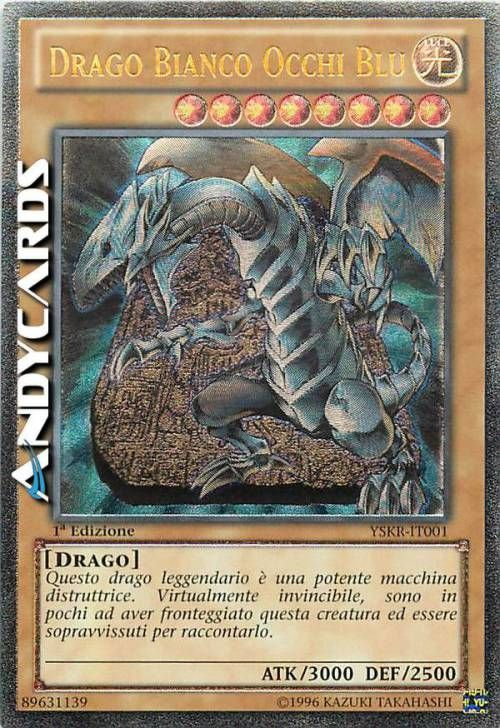 DRAGO BIANCO OCCHI BLU
光
ANDYCARDS
1ª Edizione
YSKR-IT001
[DRAGO]
Questo drago leggendario è una potente macchina
distruttrice. Virtualmente invincibile, sono in
pochi ad aver fronteggiato questa creatura ed essere
sopravvissuti per raccontarlo.
ATK/3000 DEF/2500
89631139
©1996 KAZUKI TAKAHASHI